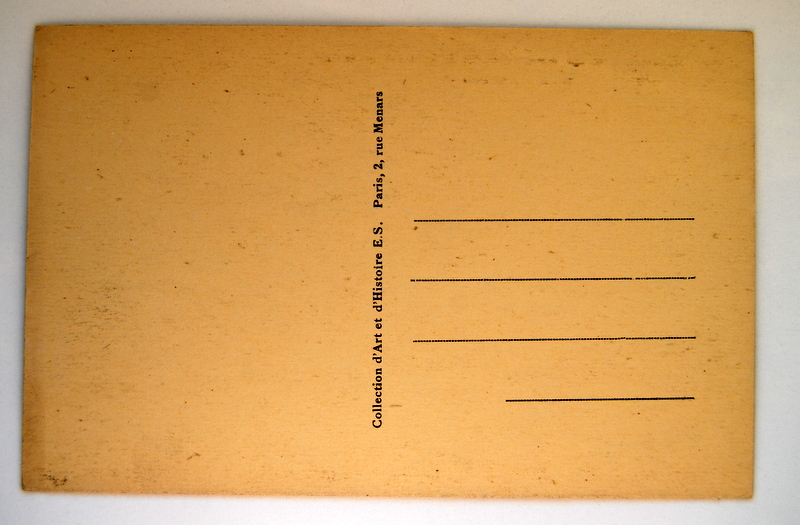 Collection d'Art et d'Histoire E.S. Paris, 2, rue Menars